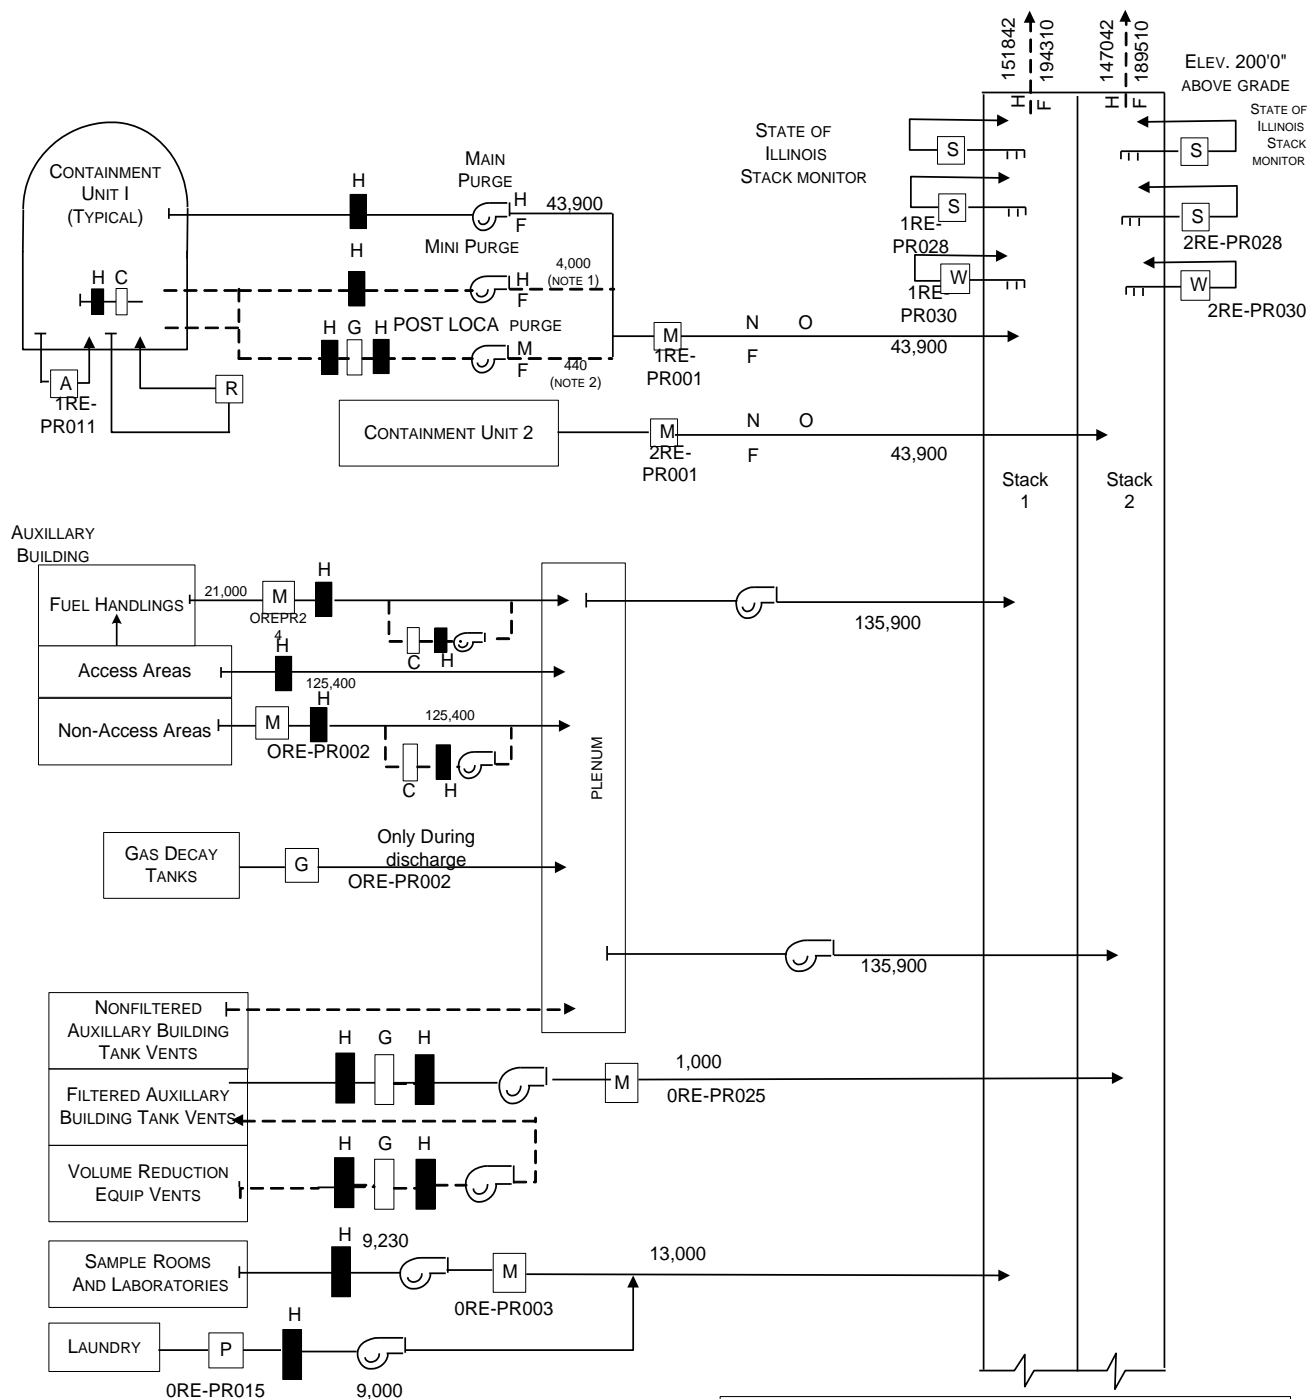 151842
194310
147042
189510
H
F
H
F
ELEV. 200'0"
ABOVE GRADE
STATE OF
ILLINOIS
STACK MONITOR
STATE OF
ILLINOIS
STACK
MONITOR
S
S
S
1RE-
PR028
S
2RE-PR028
W
1RE-
PR030
W
2RE-PR030
CONTAINMENT
UNIT I
(TYPICAL)
H C
A
1RE-
PR011
R
H
MAIN
PURGE
H
F
43,900
H
MINI PURGE
H
F
4,000
(NOTE 1)
H G H
POST LOCA PURGE
M
F
440
(NOTE 2)
M
1RE-
PR001
N O
F
43,900
CONTAINMENT UNIT 2
M
2RE-
PR001
N O
F
43,900
Stack
1
Stack
2
AUXILLARY
BUILDING
FUEL HANDLINGS
21,000
M
OREPR2
4
H
C H
Access Areas
H
125,400
Non-Access Areas
M
ORE-PR002
H
125,400
C H
PLENUM
135,900
GAS DECAY
TANKS
G
Only During
discharge
ORE-PR002
135,900
NONFILTERED
AUXILLARY BUILDING
TANK VENTS
FILTERED AUXILLARY
BUILDING TANK VENTS
H G H
M
1,000
0RE-PR025
VOLUME REDUCTION
EQUIP VENTS
H G H
SAMPLE ROOMS
AND LABORATORIES
H
9,230
M
0RE-PR003
13,000
LAUNDRY
P
0RE-PR015
H
9,000